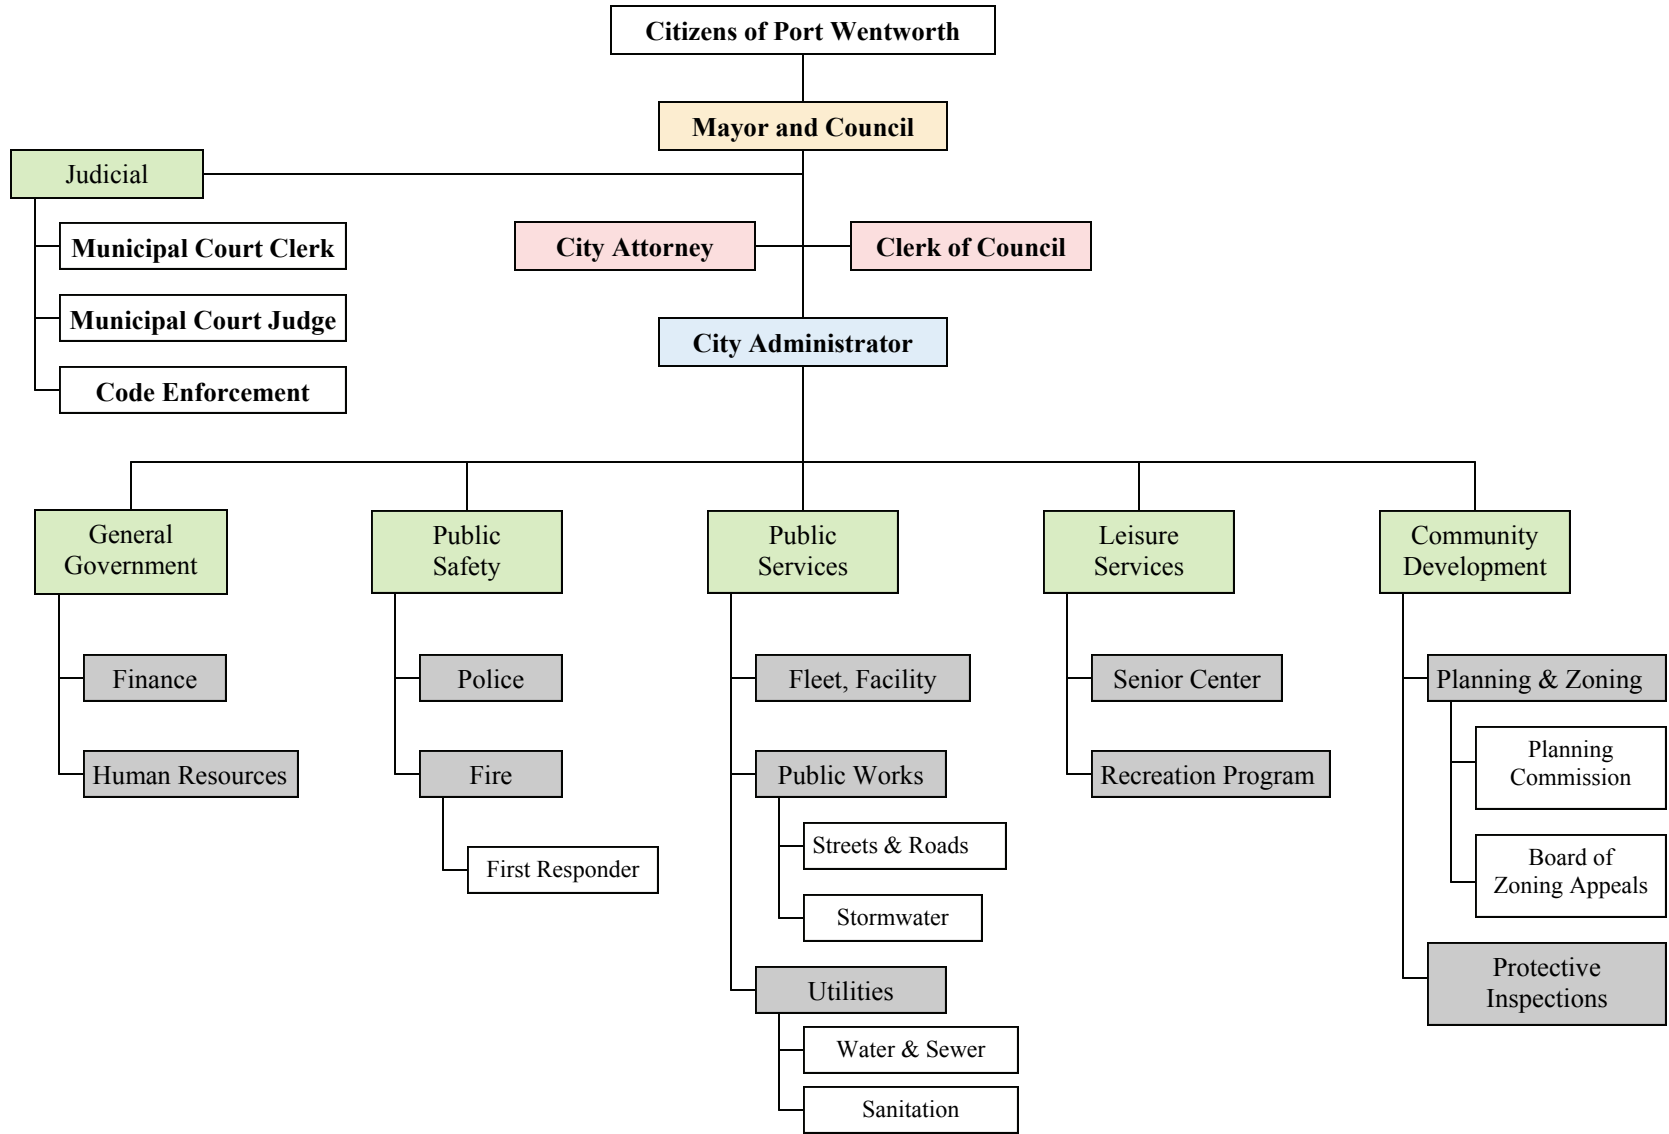 Citizens of Port Wentworth
Mayor and Council
Judicial
Municipal Court Clerk
Municipal Court Judge
Code Enforcement
City Attorney
Clerk of Council
City Administrator
General
Government
Finance
Human Resources
Public
Safety
Police
Fire
First Responder
Public
Services
Fleet, Facility
Public Works
Streets & Roads
Stormwater
Utilities
Water & Sewer
Sanitation
Leisure
Services
Senior Center
Recreation Program
Community
Development
Planning & Zoning
Planning
Commission
Board of
Zoning Appeals
Protective
Inspections